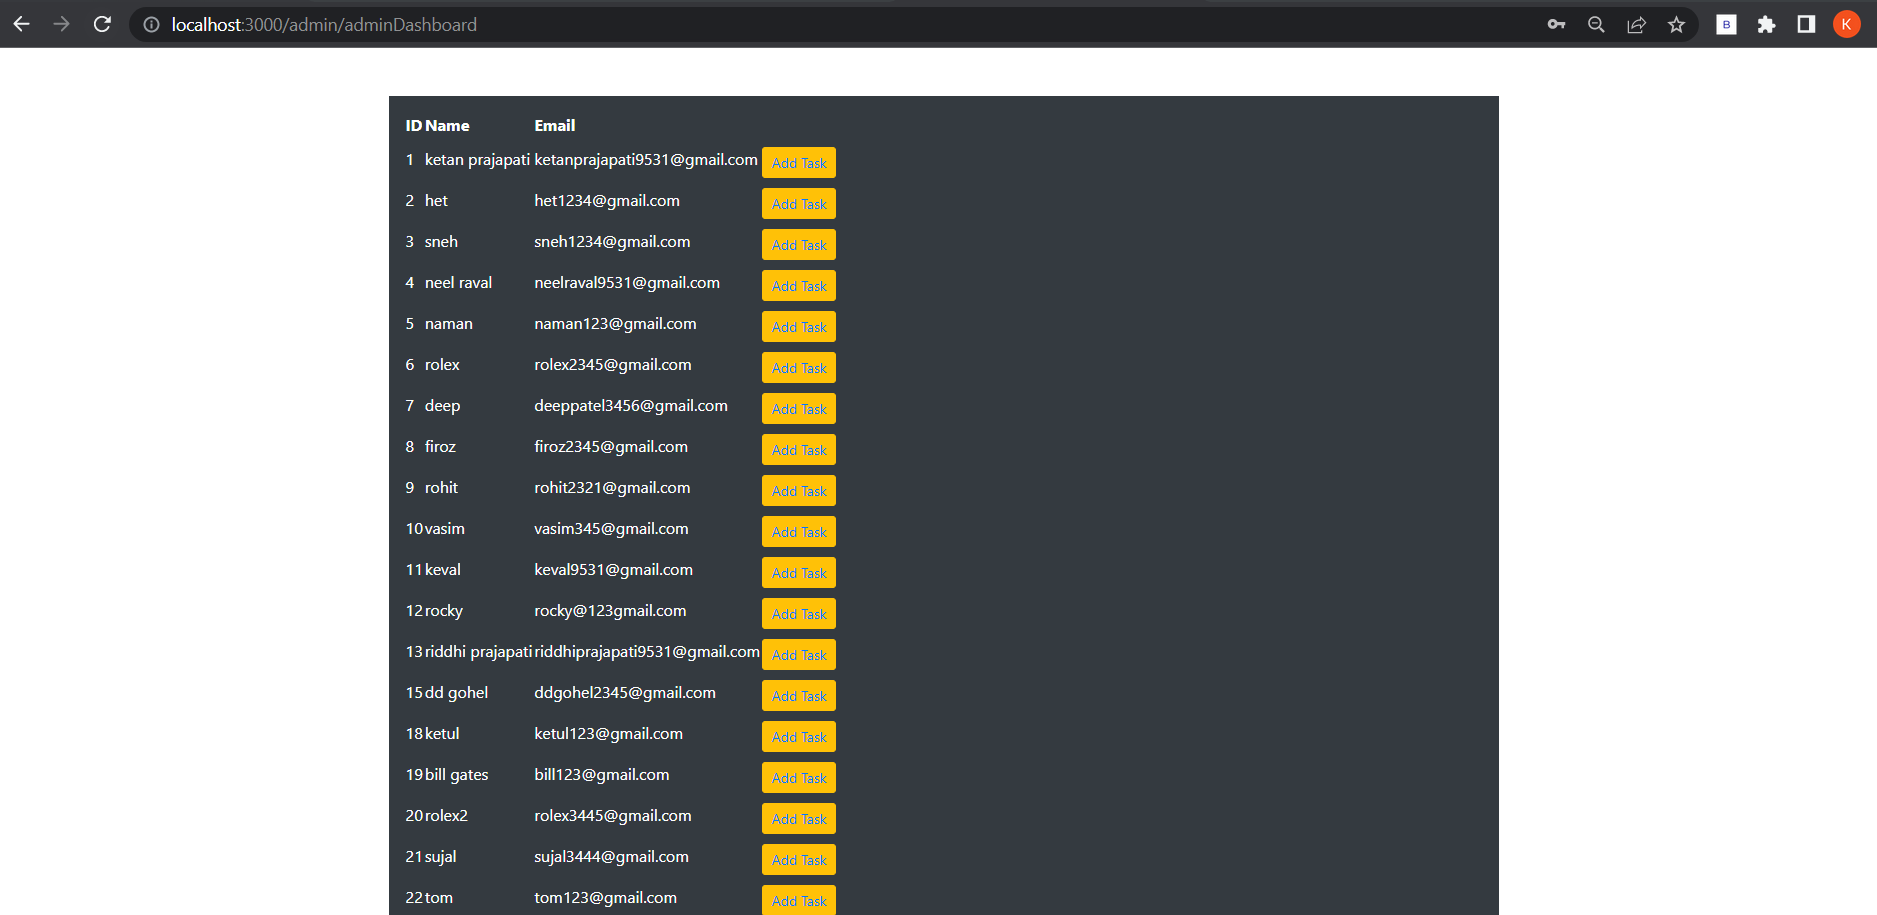 localhost:3000/admin/adminDashboard
B
K
ID Name Email
1 ketan prajapati ketanprajapati9531@gmail.com Add Task
2 het het1234@gmail.com Add Task
3 sneh sneh1234@gmail.com Add Task
4 neel raval neelraval9531@gmail.com Add Task
5 naman naman123@gmail.com Add Task
6 rolex rolex2345@gmail.com Add Task
7 deep deeppatel3456@gmail.com Add Task
8 firoz firoz2345@gmail.com Add Task
9 rohit rohit2321@gmail.com Add Task
10 vasim vasim345@gmail.com Add Task
11 keval keval9531@gmail.com Add Task
12 rocky rocky@123gmail.com Add Task
13 riddhi prajapati riddhiprajapati9531@gmail.com Add Task
15 dd gohel ddgohel2345@gmail.com Add Task
18 ketul ketul123@gmail.com Add Task
19 bill gates bill123@gmail.com Add Task
20 rolex2 rolex3445@gmail.com Add Task
21 sujal sujal3444@gmail.com Add Task
22 tom tom123@gmail.com Add Task